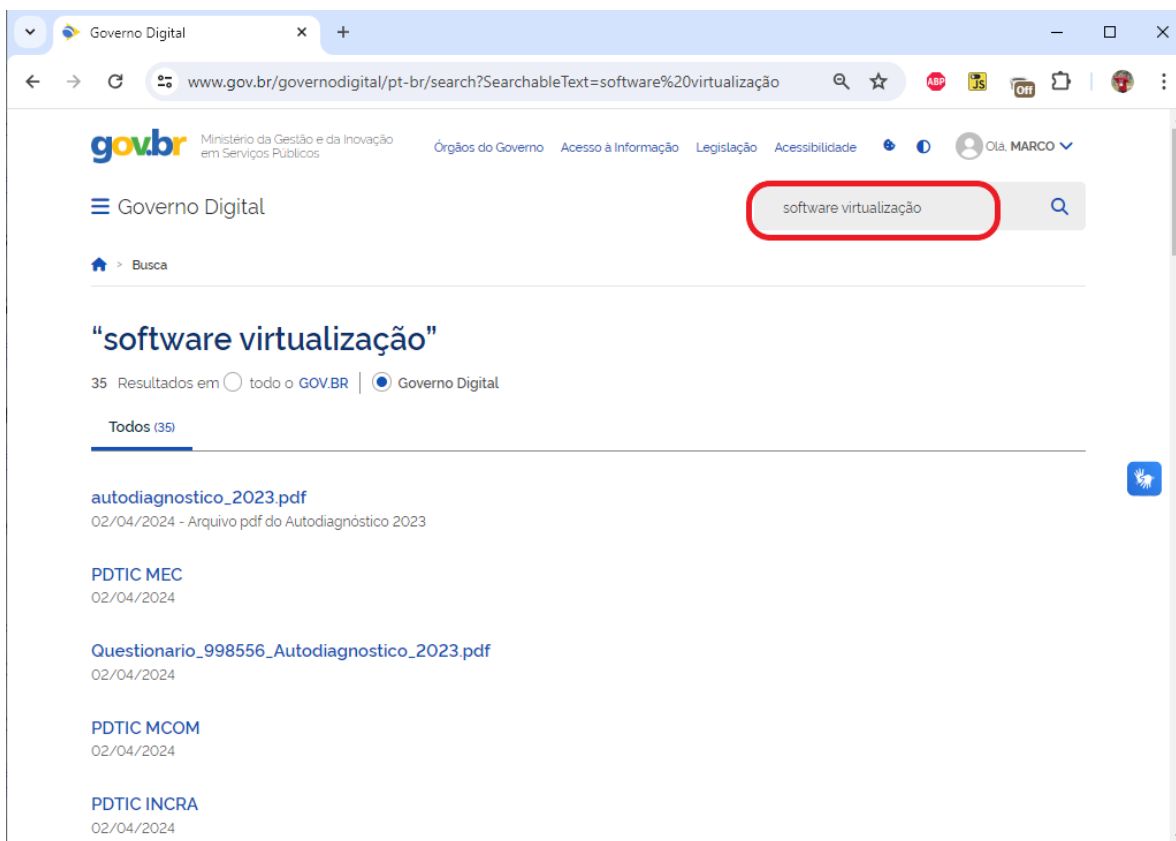 Governo Digital
www.gov.br/governodigital/pt-br/search?SearchableText=software%20virtualização
ABP
JS
Off
gov.br
Ministério da Gestão e da Inovação
em Serviços Públicos
Órgãos do Governo Acesso à Informação Legislação Acessibilidade
Olá, MARCO
Governo Digital
software virtualização
> Busca
“software virtualização”
35 Resultados em todo o GOV.BR | Governo Digital
Todos (35)
autodiagnostico_2023.pdf
02/04/2024 - Arquivo pdf do Autodiagnóstico 2023
PDTIC MEC
02/04/2024
Questionario_998556_Autodiagnostico_2023.pdf
02/04/2024
PDTIC MCOM
02/04/2024
PDTIC INCRA
02/04/2024